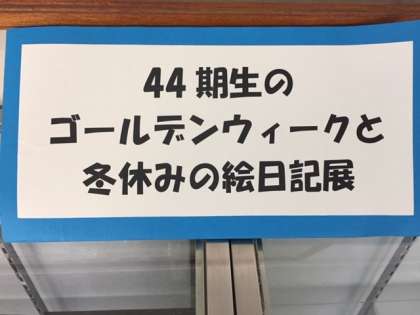 44期生の
ゴールデンウィークと
冬休みの絵日記展